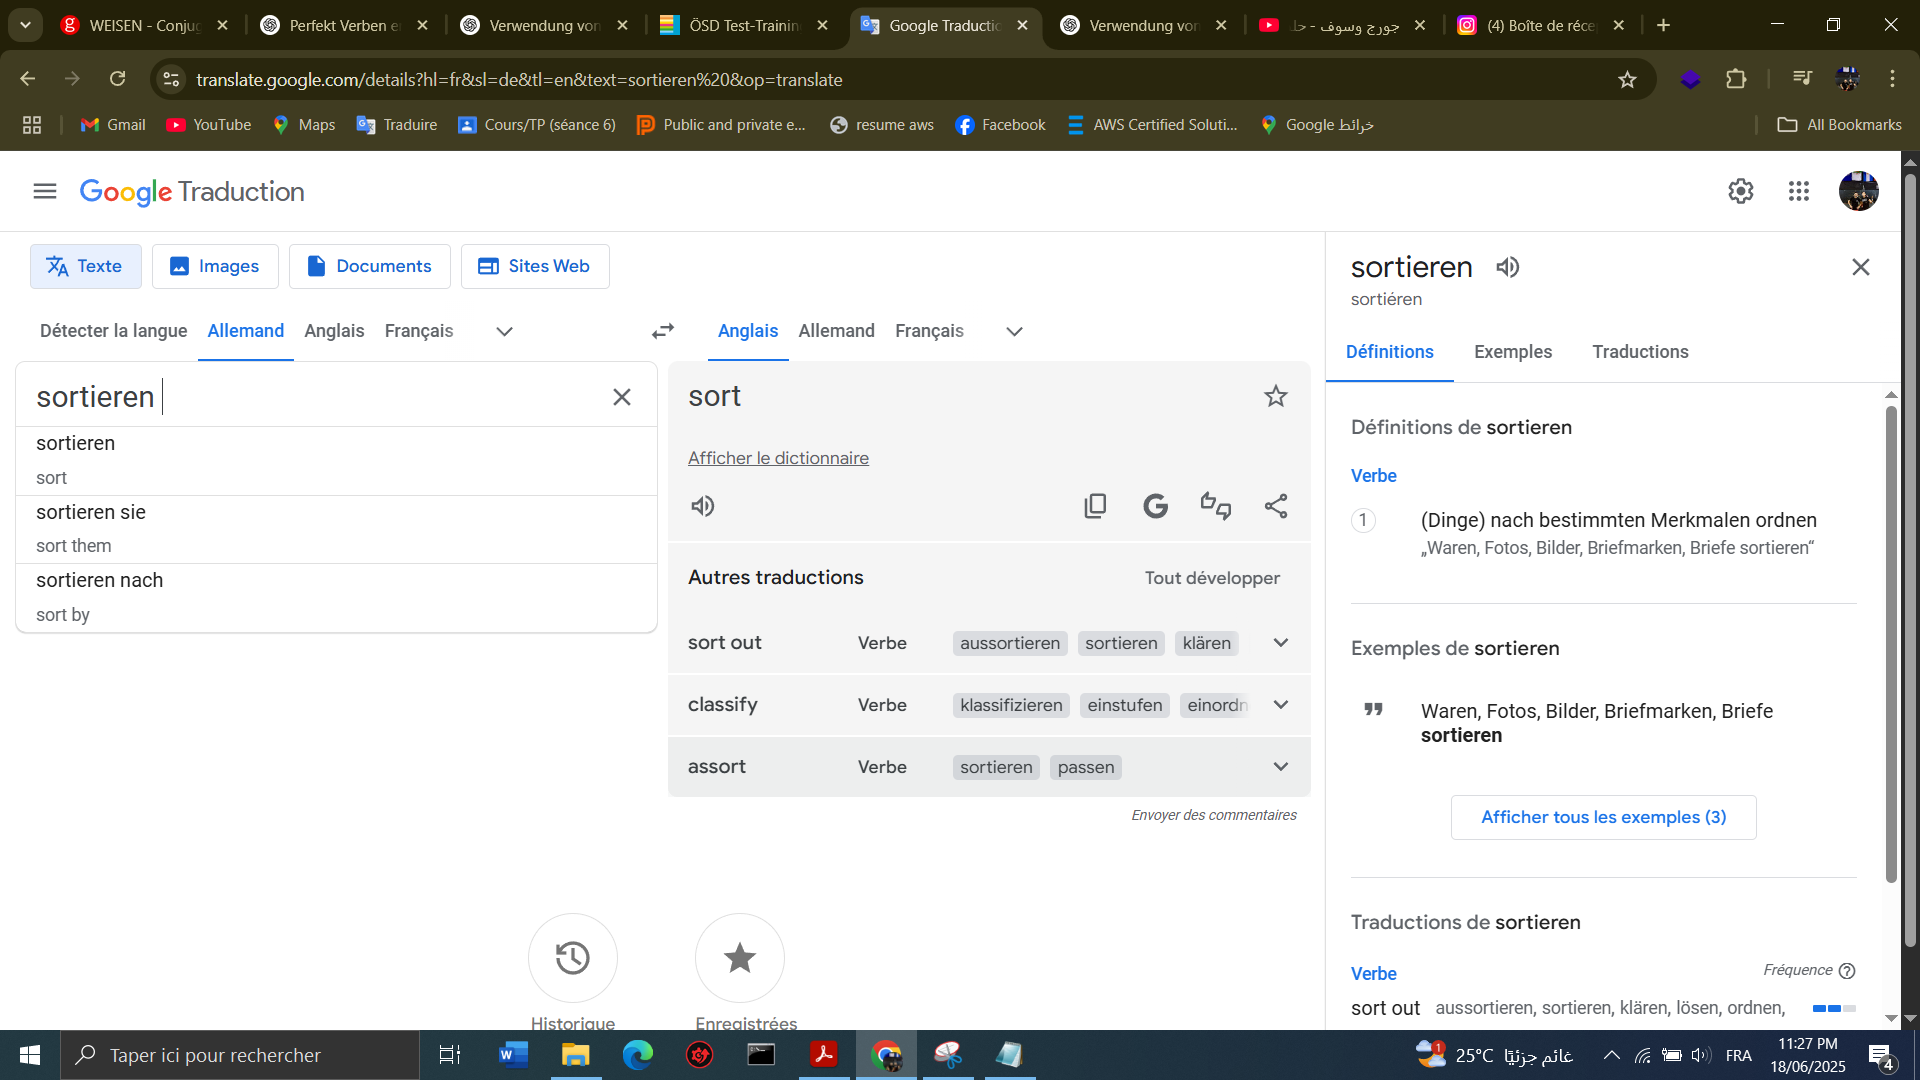 WEISEN - Conjug
Perfekt Verben e
Verwendung von
ÖSD Test-Trainin
Google Traductio
Verwendung von
جورج وسوف - حل
(4) Boîte de réce
translate.google.com/details?hl=fr&sl=de&tl=en&text=sortieren%20&op=translate
Gmail
YouTube
Maps
Traduire
Cours/TP (séance 6)
Public and private e...
resume aws
Facebook
AWS Certified Soluti...
خرائط Google
All Bookmarks
Google Traduction
Texte
Images
Documents
Sites Web
Détecter la langue
Allemand
Anglais
Français
Anglais
Allemand
Français
sortieren
sortieren
sort
sortieren sie
sort them
sortieren nach
sort by
sort
Afficher le dictionnaire
Autres traductions
Tout développer
sort out Verbe aussortieren sortieren klären
classify Verbe klassifizieren einstufen einordn
assort Verbe sortieren passen
Envoyer des commentaires
Historique
Enregistrées
sortieren
sortiéren
Définitions
Exemples
Traductions
Définitions de sortieren
Verbe
1 (Dinge) nach bestimmten Merkmalen ordnen
„Waren, Fotos, Bilder, Briefmarken, Briefe sortieren“
Exemples de sortieren
Waren, Fotos, Bilder, Briefmarken, Briefe
sortieren
Afficher tous les exemples (3)
Traductions de sortieren
Verbe
Fréquence
sort out aussortieren, sortieren, klären, lösen, ordnen,
Taper ici pour rechercher
1
25°C غائم جزئيًا
FRA
11:27 PM
18/06/2025
4